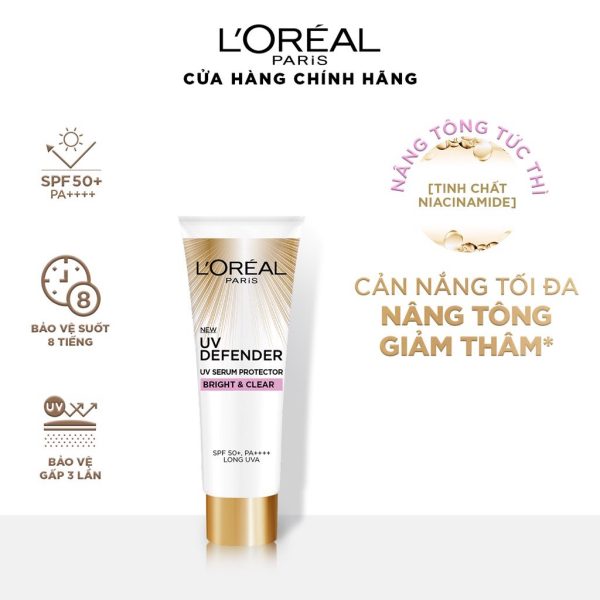 L'ORÉAL
PARIS
CỬA HÀNG CHÍNH HÃNG
SPF 50+
PA++++
8
BẢO VỆ SUỐT
8 TIẾNG
UV
BẢO VỆ
GẤP 3 LẦN
L'ORÉAL
PARIS
NEW
UV
DEFENDER
UV SERUM PROTECTOR
BRIGHT & CLEAR
SPF 50+, PA++++
LONG UVA
NÂNG TÔNG TỨC THÌ
[TINH CHẤT
NIACINAMIDE]
CẢN NẮNG TỐI ĐA
NÂNG TÔNG
GIẢM THÂM*